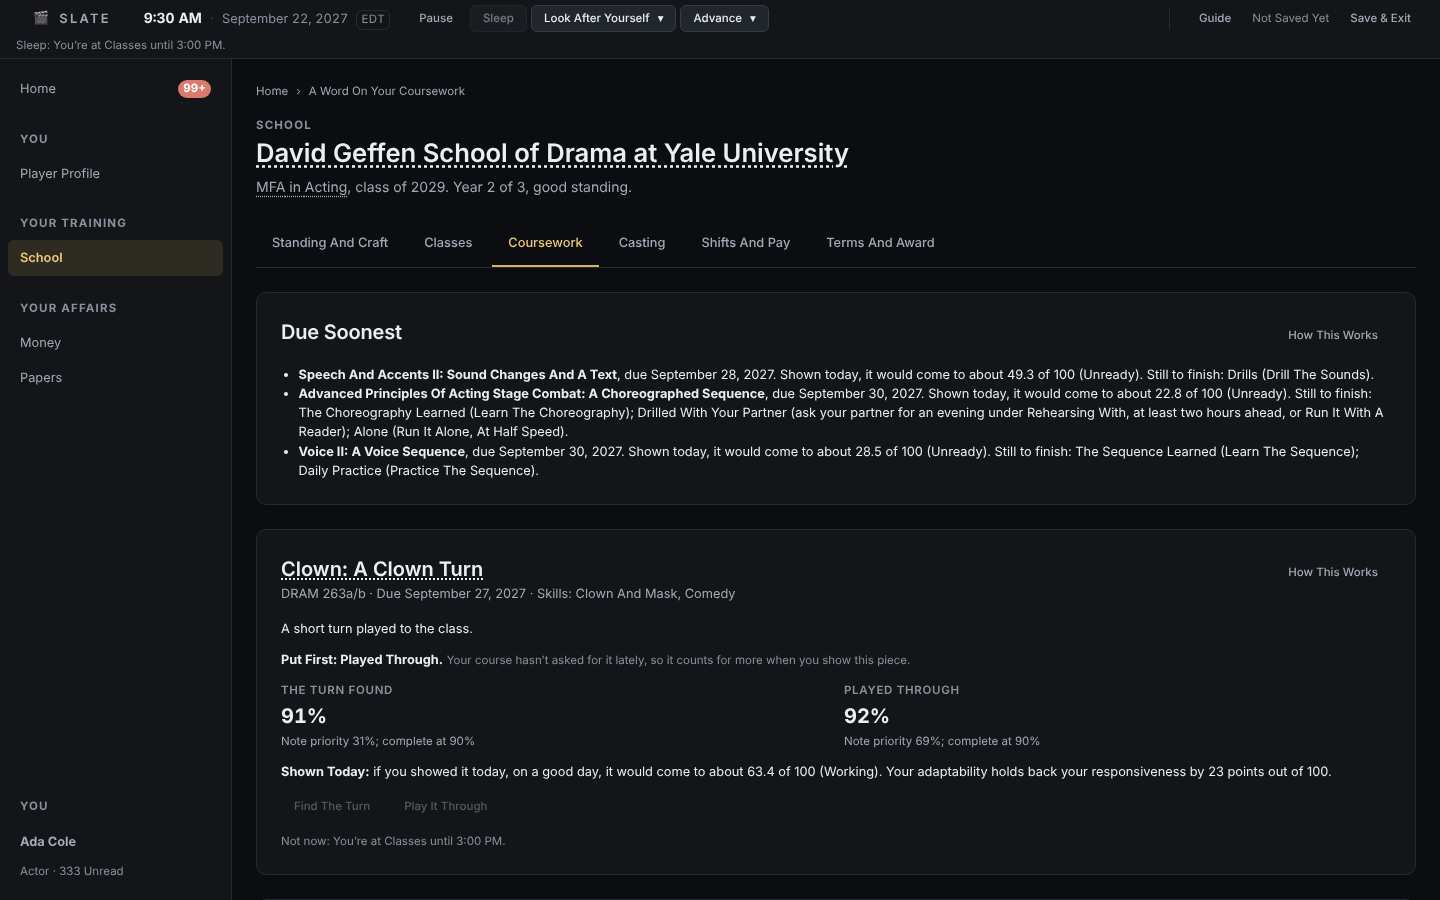 SLATE
9:30 AM · September 22, 2027 EDT
Pause
Sleep
Look After Yourself ▾
Advance ▾
Guide
Not Saved Yet
Save & Exit
Sleep: You're at Classes until 3:00 PM.
Home
99+
YOU
Player Profile
YOUR TRAINING
School
YOUR AFFAIRS
Money
Papers
YOU
Ada Cole
Actor · 333 Unread
Home › A Word On Your Coursework
SCHOOL
David Geffen School of Drama at Yale University
MFA in Acting, class of 2029. Year 2 of 3, good standing.
Standing And Craft
Classes
Coursework
Casting
Shifts And Pay
Terms And Award
Due Soonest
How This Works
• Speech And Accents II: Sound Changes And A Text, due September 28, 2027. Shown today, it would come to about 49.3 of 100 (Unready). Still to finish: Drills (Drill The Sounds).
• Advanced Principles Of Acting Stage Combat: A Choreographed Sequence, due September 30, 2027. Shown today, it would come to about 22.8 of 100 (Unready). Still to finish:
The Choreography Learned (Learn The Choreography); Drilled With Your Partner (ask your partner for an evening under Rehearsing With, at least two hours ahead, or Run It With A
Reader); Alone (Run It Alone, At Half Speed).
• Voice II: A Voice Sequence, due September 30, 2027. Shown today, it would come to about 28.5 of 100 (Unready). Still to finish: The Sequence Learned (Learn The Sequence);
Daily Practice (Practice The Sequence).
Clown: A Clown Turn
How This Works
DRAM 263a/b · Due September 27, 2027 · Skills: Clown And Mask, Comedy
A short turn played to the class.
Put First: Played Through. Your course hasn't asked for it lately, so it counts for more when you show this piece.
THE TURN FOUND
91%
Note priority 31%; complete at 90%
PLAYED THROUGH
92%
Note priority 69%; complete at 90%
Shown Today: if you showed it today, on a good day, it would come to about 63.4 of 100 (Working). Your adaptability holds back your responsiveness by 23 points out of 100.
Find The Turn
Play It Through
Not now: You're at Classes until 3:00 PM.